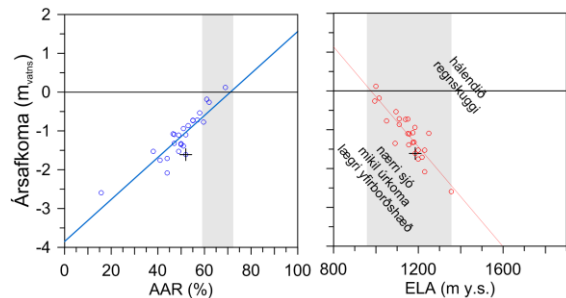 2
1
0
-1
-2
-3
-4
Ársafkoma (m_vatns)
0 20 40 60 80 100
AAR (%)
hálendið
regnskuggi
nærri sjó
mikil úrkoma
lægri yfirborðshæð
800 1200 1600
ELA (m y.s.)